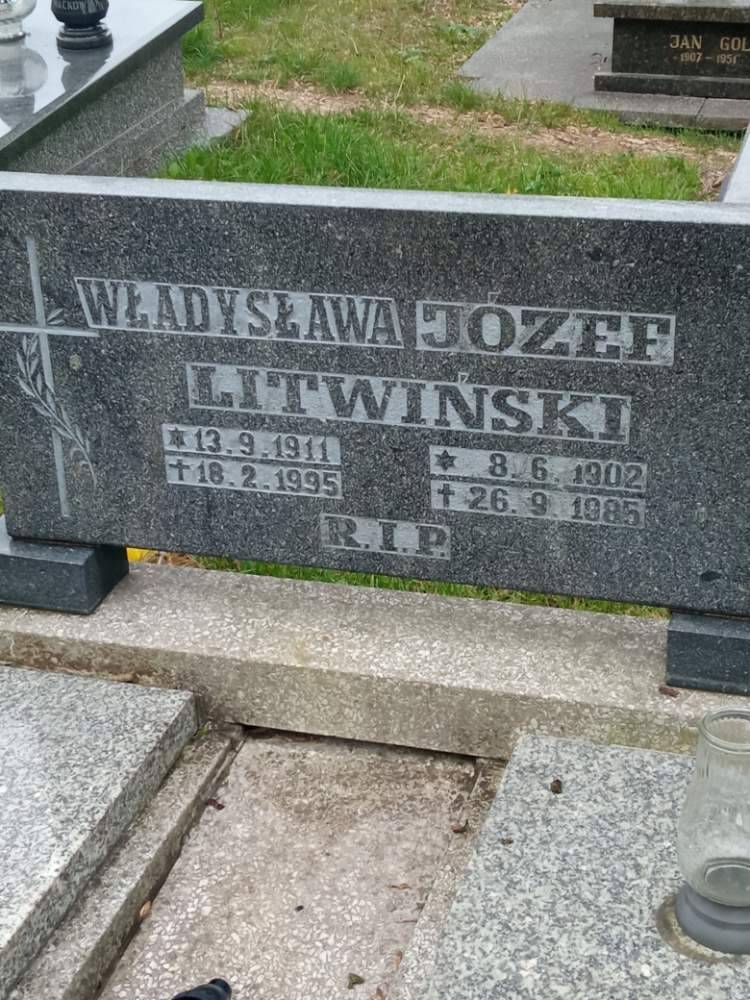 JAN GOL
*1907 - 1951
WŁADYSŁAWA JÓZEF
LITWIŃSKI
* 13.9.1911
✝ 18.2.1995
* 8.6.1902
✝ 26.9.1985
R.I.P.